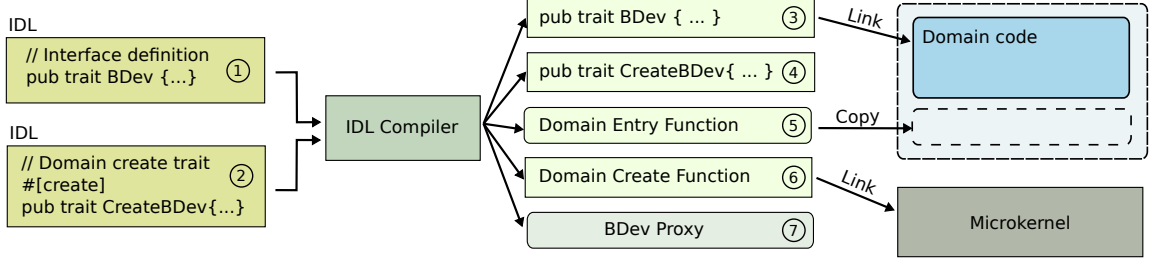 IDL
// Interface definition
pub trait BDev {...}
1
IDL
// Domain create trait
#[create]
pub trait CreateBDev{...}
2
IDL Compiler
pub trait BDev { ... }
3
pub trait CreateBDev{ ... }
4
Domain Entry Function
5
Domain Create Function
6
BDev Proxy
7
Link
Copy
Link
Domain code
Microkernel